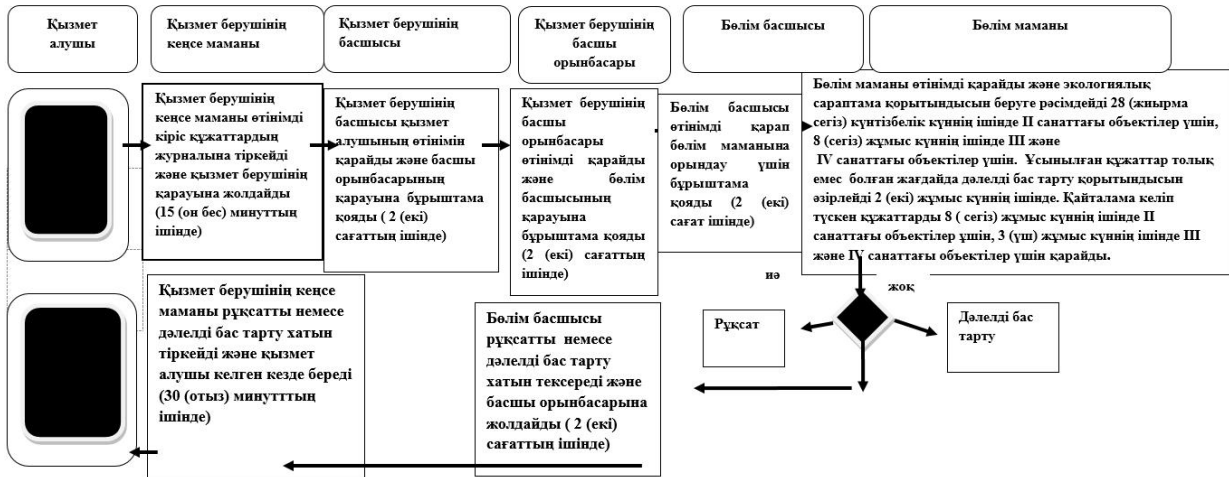 Қызмет
алушы
Қызмет берушінің
кеңсе маманы
Қызмет берушінің
басшысы
Қызмет берушінің
басшы
орынбасары
Бөлім басшысы
Бөлім маманы
Қызмет берушінің
кеңсе маманы өтінімді
кіріс құжаттардың
журналына тіркейді
және қызмет берушінің
қарауына жолдайды
(15 (он бес) минуттың
ішінде)
Қызмет берушінің
басшысы қызмет
алушының өтінімін
қарайды және басшы
орынбасарының
қарауына бұрыштама
қояды ( 2 (екі)
сағаттың ішінде)
Қызмет берушінің
басшы
орынбасары
өтінімді қарайды
және бөлім
басшысының
қарауына
бұрыштама қояды
(2 (екі) сағаттың
ішінде)
Бөлім басшысы
өтінімді қарап
бөлім маманына
орындау үшін
бұрыштама
қояды (2 (екі)
сағат ішінде)
Бөлім маманы өтінімді қарайды және экологиялық
сараптама қорытындысын беруге рәсімдейді 28 (жиырма
сегіз) күнтізбелік күннің ішінде II санаттағы объектілер үшін,
8 (сегіз) жұмыс күннің ішінде III және
IV санаттағы объектілер үшін. Ұсынылған құжаттар толық
емес болған жағдайда дәлелді бас тарту қорытындысын
әзірлейді 2 (екі) жұмыс күннің ішінде. Қайталама келіп
түскен құжаттарды 8 ( сегіз) жұмыс күннің ішінде II
санаттағы объектілер ұшін, 3 (үш) жұмыс күннің ішінде III
және IV санаттағы объектілер үшін қарайды.
иә
жоқ
Рұқсат
Дәлелді бас
тарту
Қызмет берушінің кеңсе
маманы рұқсатты немесе
дәлелді бас тарту хатын
тіркейді және қызмет
алушы келген кезде береді
(30 (отыз) минутттың
ішінде)
Бөлім басшысы
рұқсатты немесе
дәлелді бас тарту
хатын тексереді және
басшы орынбасарына
жолдайды ( 2 (екі)
сағаттың ішінде)